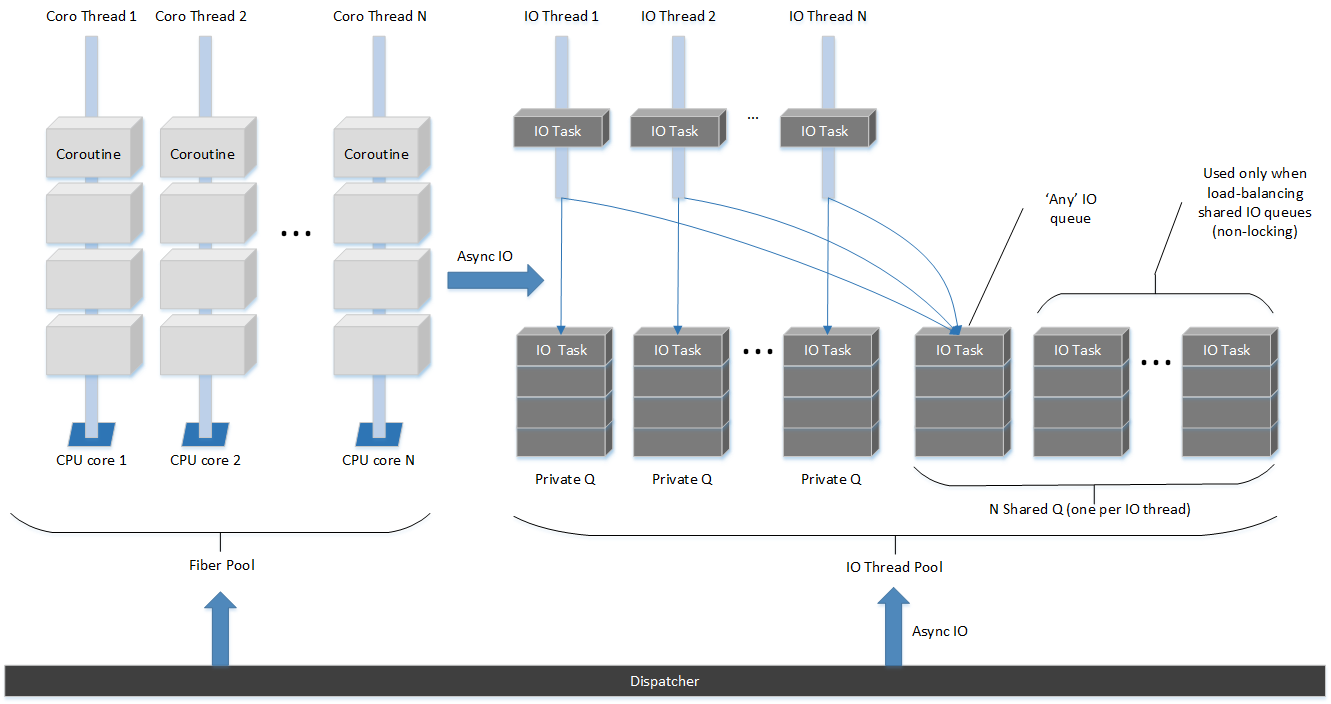 Coro Thread 1
Coro Thread 2
Coro Thread N
IO Thread 1
IO Thread 2
IO Thread N
IO Task
IO Task
...
IO Task
Coroutine
Coroutine
Coroutine
...
Used only when
load-balancing
shared IO queues
(non-locking)
‘Any’ IO
queue
Async IO
IO Task
IO Task
...
IO Task
IO Task
IO Task
...
IO Task
CPU core 1
CPU core 2
CPU core N
Private Q
Private Q
Private Q
N Shared Q (one per IO thread)
Fiber Pool
IO Thread Pool
Async IO
Dispatcher